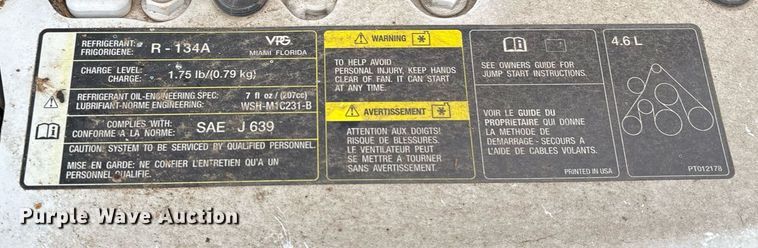 REFRIGERANT:
FRIGORIGENE: R - 134A
VPG
MIAMI FLORIDA
CHARGE LEVEL:
CHARGE: 1.75 lb/(0.79 kg)
REFRIGERANT OIL-ENGINEERING SPEC: 7 fl oz / (207cc)
LUBRIFIANT-NORME ENGINEERING: WSH-M1C231-B
COMPLIES WITH:
CONFORME A LA NORME: SAE J 639
CAUTION: SYSTEM TO BE SERVICED BY QUALIFIED PERSONNEL.
MISE EN GARDE: NE CONFIER L'ENTRETIEN QU'A UN
PERSONNEL QUALIFIE.
WARNING
TO HELP AVOID
PERSONAL INJURY, KEEP HANDS
CLEAR OF FAN. IT CAN START
AT ANY TIME.
AVERTISSEMENT
ATTENTION AUX DOIGTS!
RISQUE DE BLESSURES.
LE VENTILATEUR PEUT
SE METTRE A TOURNER
SANS AVERTISSEMENT.
SEE OWNERS GUIDE FOR
JUMP START INSTRUCTIONS.
VOIR LE GUIDE DU
PROPRIETAIRE QUI DONNE
LA METHODE DE
DEMARRAGE - SECOURS A
L'AIDE DE CABLES VOLANTS.
PRINTED IN USA
4.6 L
PT012178
Purple Wave Auction